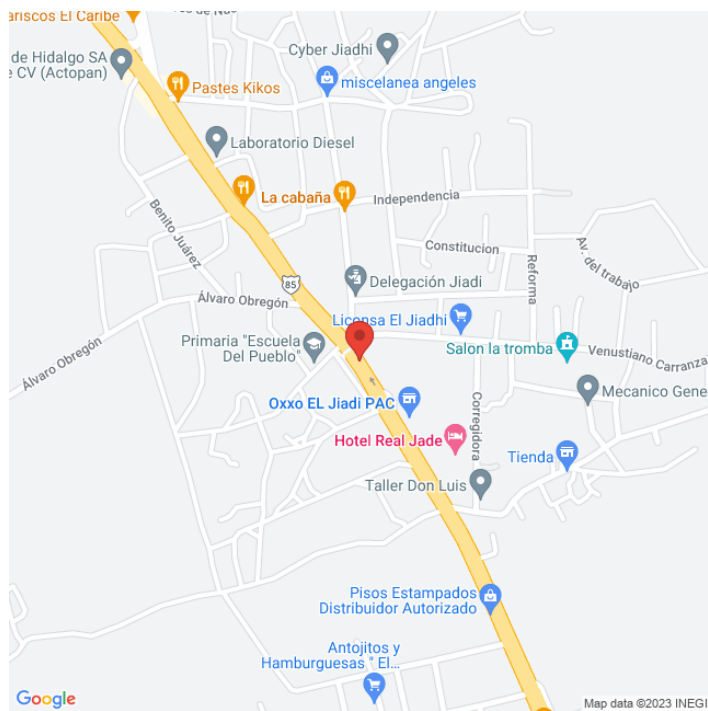 ariscos El Caribe
de Nao
Cyber Jiadhi
de Hidalgo SA
e CV (Actopan)
Pastes Kikos
miscelanea angeles
Laboratorio Diesel
La cabaña
Independencia
Benito Juárez
Constitucion
Av. del trabajo
Reforma
85
Delegación Jiadi
Álvaro Obregón
Licensa El Jiadhi
Primaria "Escuela
Del Pueblo"
Salon la tromba
Venustiano Carranza
Álvaro Obregón
Mecanico Gene
Oxxo EL Jiadi PAC
Corregidora
Hotel Real Jade
Tienda
Taller Don Luis
Pisos Estampados
Distribuidor Autorizado
Antojitos y
Hamburguesas " El...
Google
Map data ©2023 INEGI